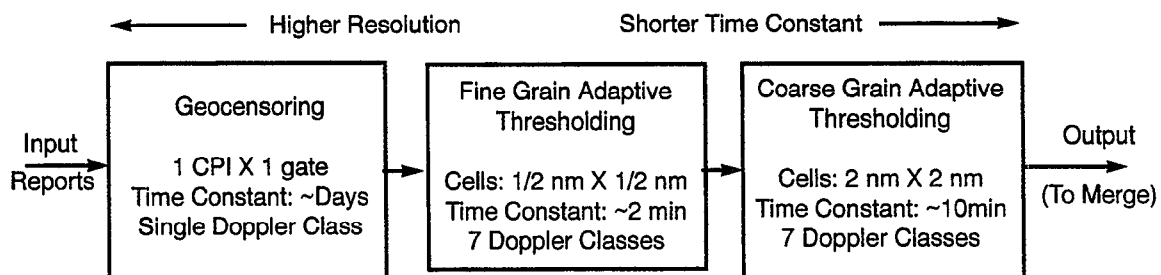 Higher Resolution
Shorter Time Constant
Input
Reports
Geocensoring
1 CPI X 1 gate
Time Constant: ~Days
Single Doppler Class
Fine Grain Adaptive
Thresholding
Cells: 1/2 nm X 1/2 nm
Time Constant: ~2 min
7 Doppler Classes
Coarse Grain Adaptive
Thresholding
Cells: 2 nm X 2 nm
Time Constant: ~10min
7 Doppler Classes
Output
(To Merge)